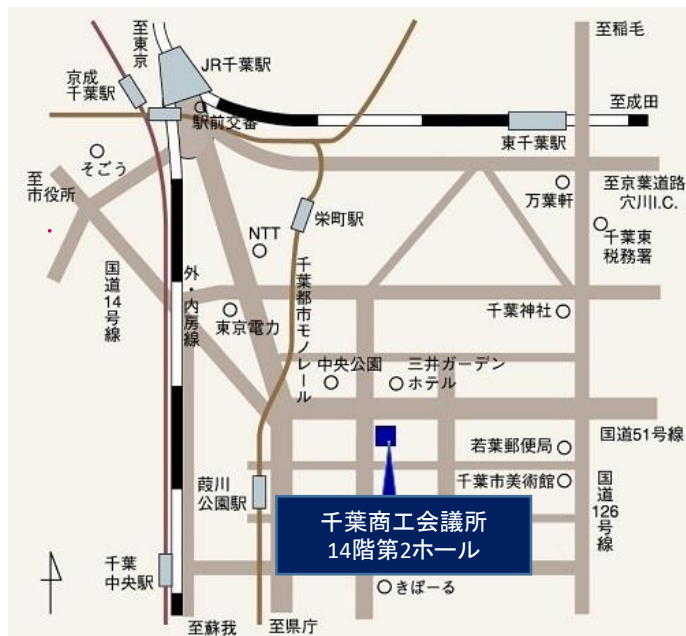 至東京
JR千葉駅
京成
千葉駅
駅前交番
そごう
至
市役所
至稲毛
至成田
東千葉駅
万葉軒
至京葉道路
穴川I.C.
千葉東
税務署
栄町駅
NTT
国道14号線
外・内房線
東京電力
千葉都市モノレール
千葉神社
中央公園
三井ガーデン
ホテル
国道51号線
若葉郵便局
千葉市美術館
国道126号線
葭川
公園駅
千葉商工会議所
14階第2ホール
千葉
中央駅
きぼーる
至蘇我
至県庁